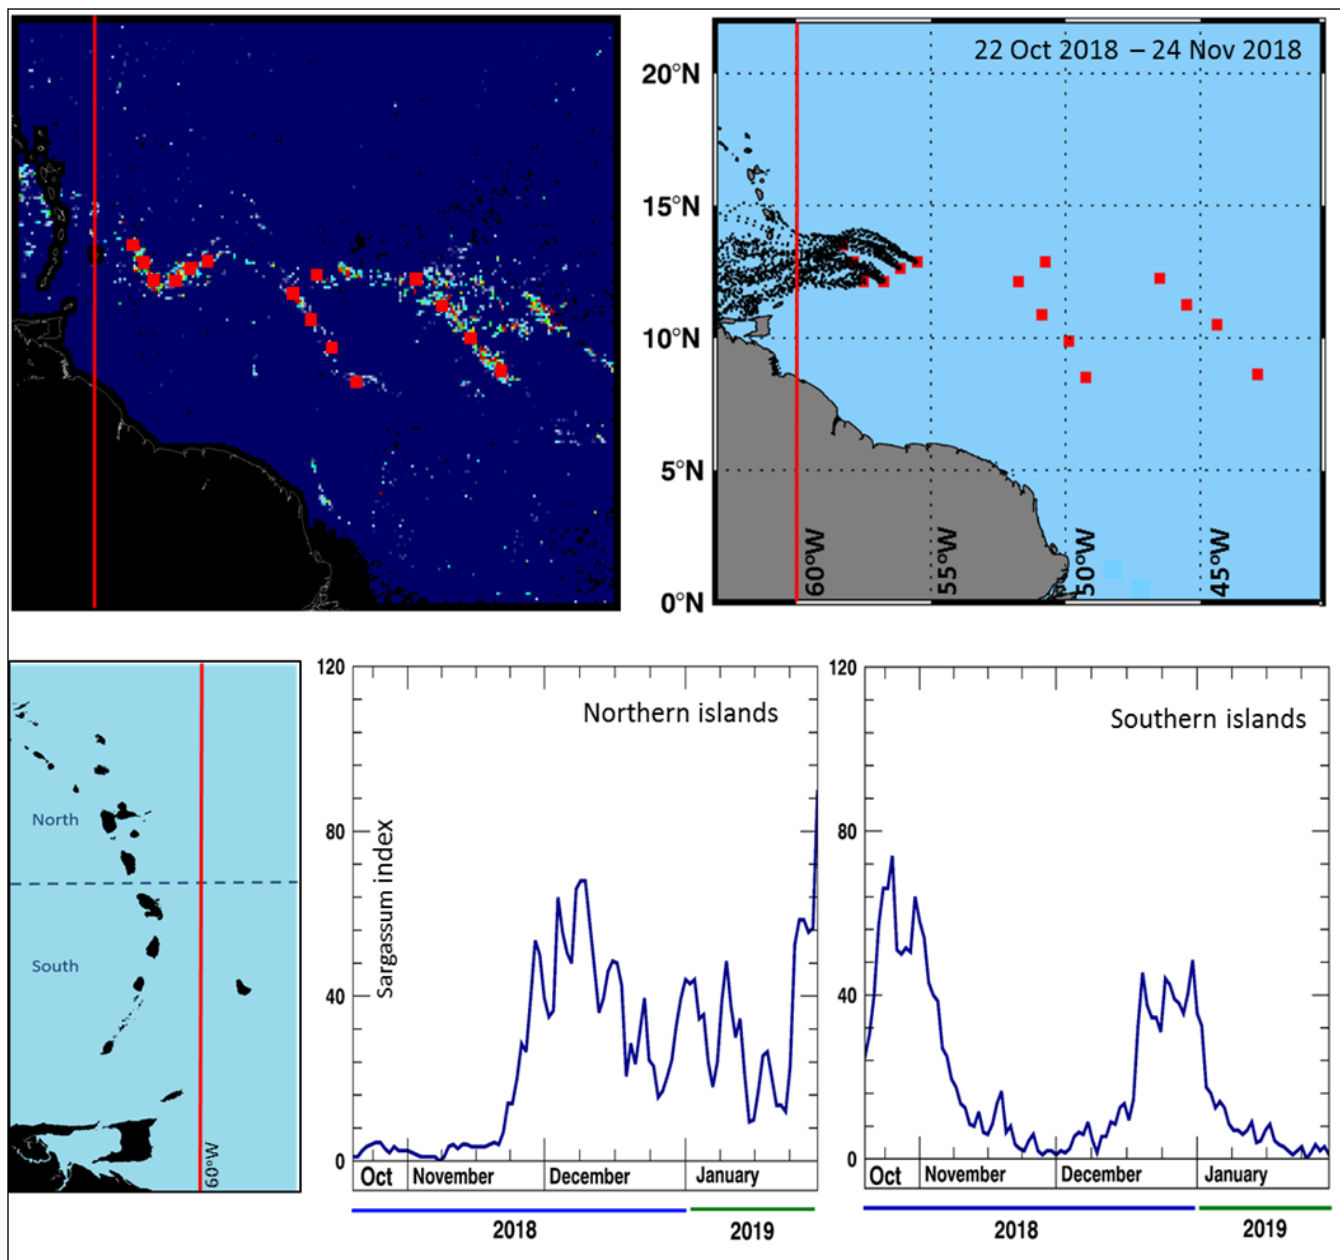 22 Oct 2018 – 24 Nov 2018
20°N
15°N
10°N
5°N
0°N
60°W
55°W
50°W
45°W
North
South
60°W
120
80
40
0
Sargassum index
Northern islands
Oct November December January
2018 2019
120
80
40
0
Southern islands
Oct November December January
2018 2019